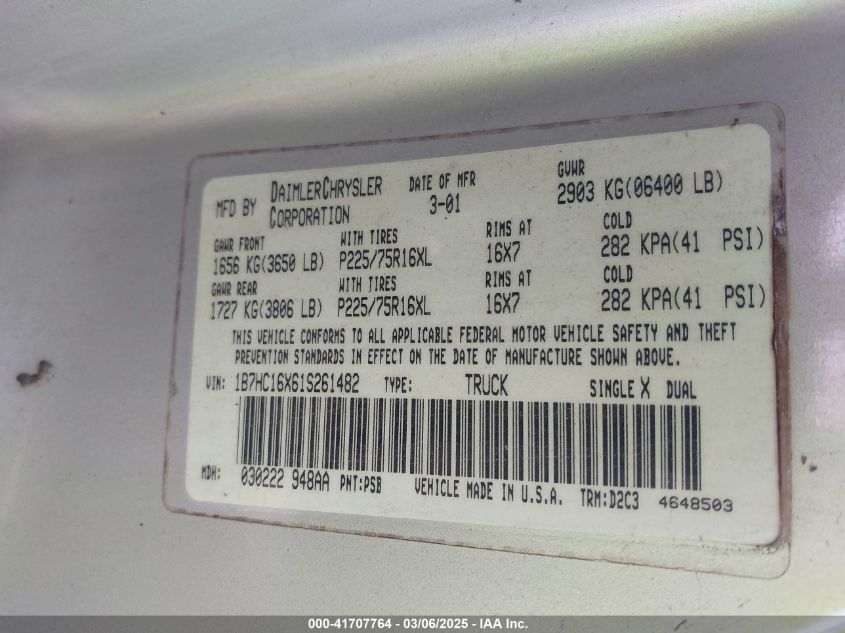 MFD BY DAIMLERCHRYSLER CORPORATION DATE OF MFR 3-01 GVWR 2903 KG(06400 LB)
GAWR FRONT WITH TIRES RIMS AT COLD
1656 KG(3650 LB) P225/75R16XL 16X7 282 KPA(41 PSI)
GAWR REAR WITH TIRES RIMS AT COLD
1727 KG(3806 LB) P225/75R16XL 16X7 282 KPA(41 PSI)
THIS VEHICLE CONFORMS TO ALL APPLICABLE FEDERAL MOTOR VEHICLE SAFETY AND THEFT
PREVENTION STANDARDS IN EFFECT ON THE DATE OF MANUFACTURE SHOWN ABOVE.
VIN: 1B7HC16X61S261482 TYPE: TRUCK SINGLE X DUAL
MDH: 030222 948AA PNT:PSB VEHICLE MADE IN U.S.A. TRM:D2C3 4648503
000-41707764 - 03/06/2025 - IAA Inc.